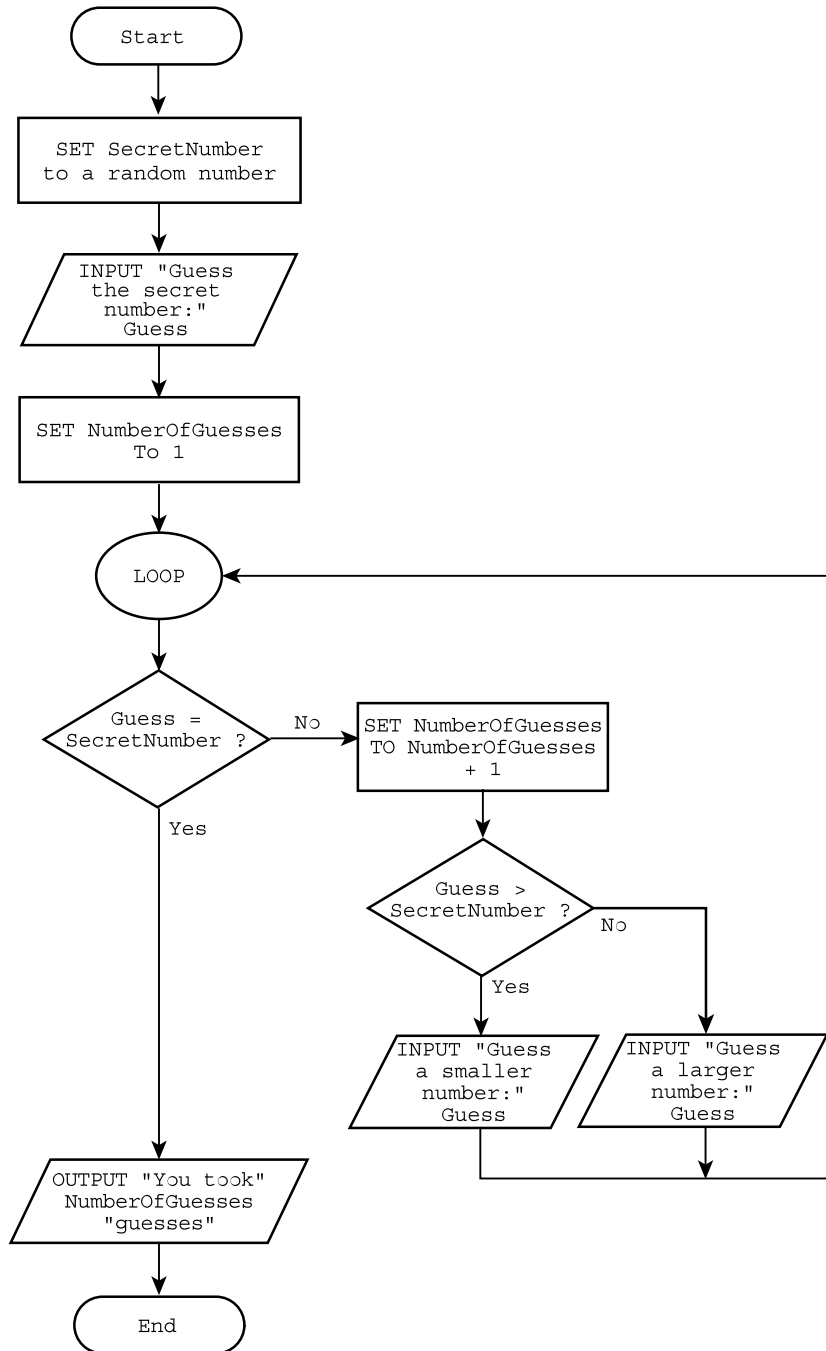 Start
SET SecretNumber
to a random number
INPUT "Guess
the secret
number:"
Guess
SET NumberOfGuesses
To 1
LOOP
Guess =
SecretNumber ?
No
SET NumberOfGuesses
TO NumberOfGuesses
+ 1
Yes
Guess >
SecretNumber ?
No
Yes
INPUT "Guess
a smaller
number:"
Guess
INPUT "Guess
a larger
number:"
Guess
OUTPUT "You took"
NumberOfGuesses
"guesses"
End